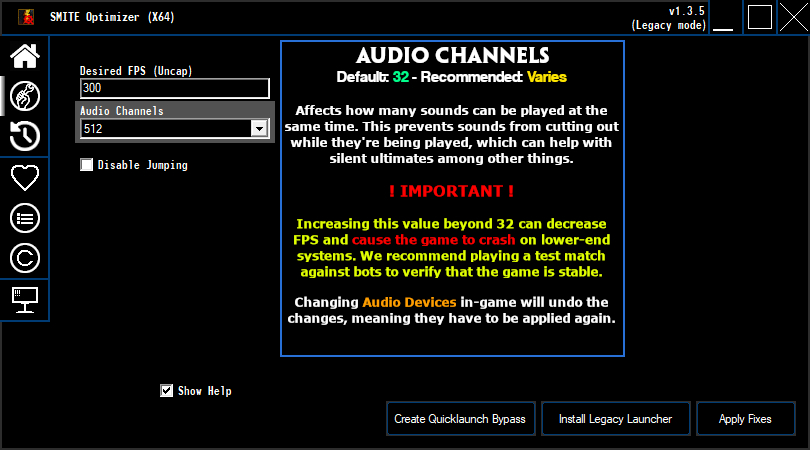 SMITE Optimizer (X64)
v1.3.5
(Legacy mode)
Desired FPS (Uncap)
300
Audio Channels
512
Disable Jumping
AUDIO CHANNELS
Default: 32 - Recommended: Varies
Affects how many sounds can be played at the
same time. This prevents sounds from cutting out
while they're being played, which can help with
silent ultimates among other things.
! IMPORTANT !
Increasing this value beyond 32 can decrease
FPS and cause the game to crash on lower-end
systems. We recommend playing a test match
against bots to verify that the game is stable.
Changing Audio Devices in-game will undo the
changes, meaning they have to be applied again.
Show Help
Create Quicklaunch Bypass
Install Legacy Launcher
Apply Fixes